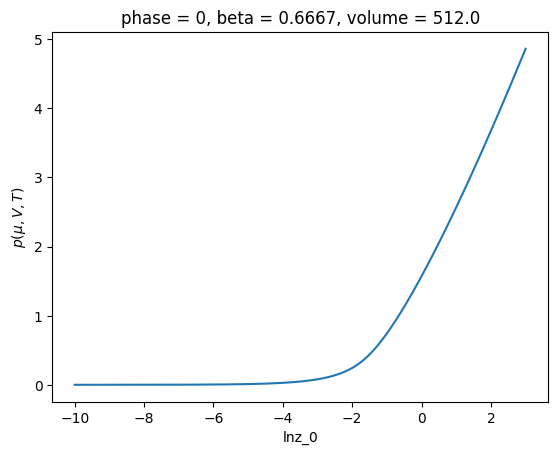 phase = 0, beta = 0.6667, volume = 512.0
5
4
3
2
1
0
p(μ, V, T)
−10 −8 −6 −4 −2 0 2
lnz_0